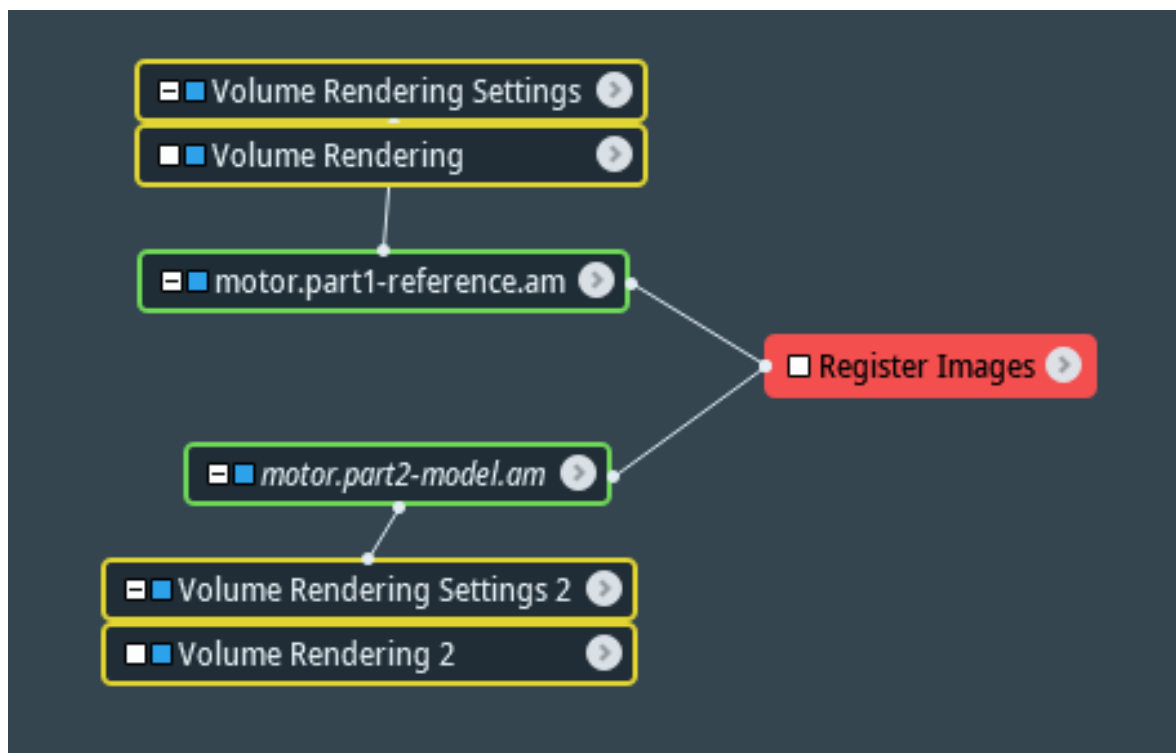 Volume Rendering Settings
Volume Rendering
motor.part1-reference.am
Register Images
motor.part2-model.am
Volume Rendering Settings 2
Volume Rendering 2